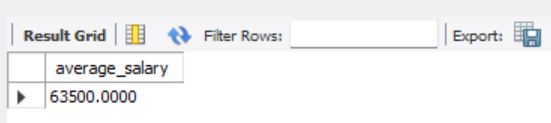 Result Grid Filter Rows: Export:
average_salary
63500.0000